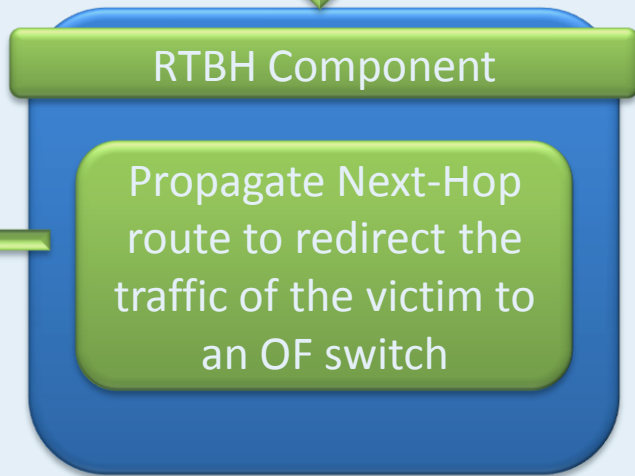 RTBH Component
Propagate Next-Hop
route to redirect the
traffic of the victim to
an OF switch